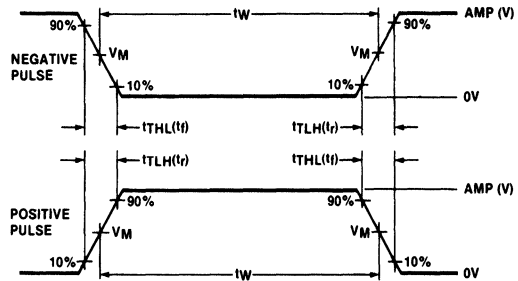 tW
AMP (V)
90%
90%
NEGATIVE
PULSE
VM
VM
10%
10%
0V
tTHL(tf)
tTLH(tr)
tTLH(tr)
tTHL(tf)
AMP (V)
90%
90%
POSITIVE
PULSE
VM
VM
10%
10%
tW
0V